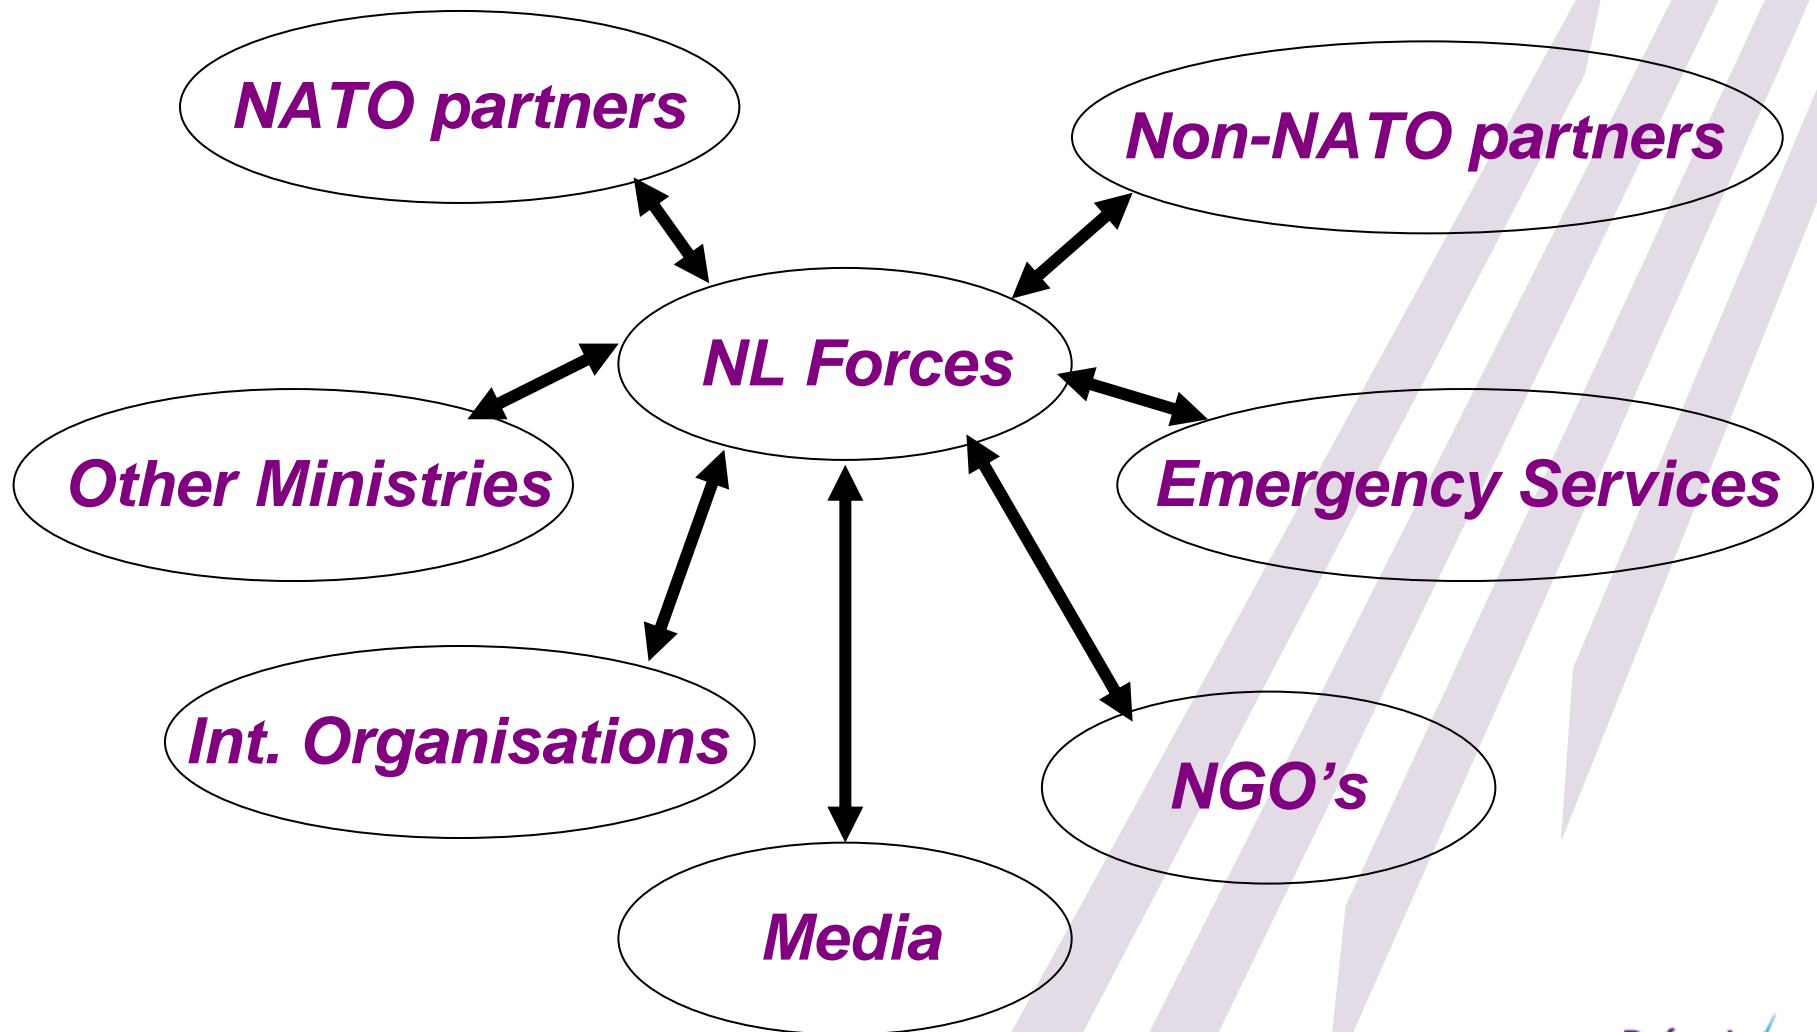 NATO partners
Non-NATO partners
NL Forces
Other Ministries
Emergency Services
Int. Organisations
NGO’s
Media